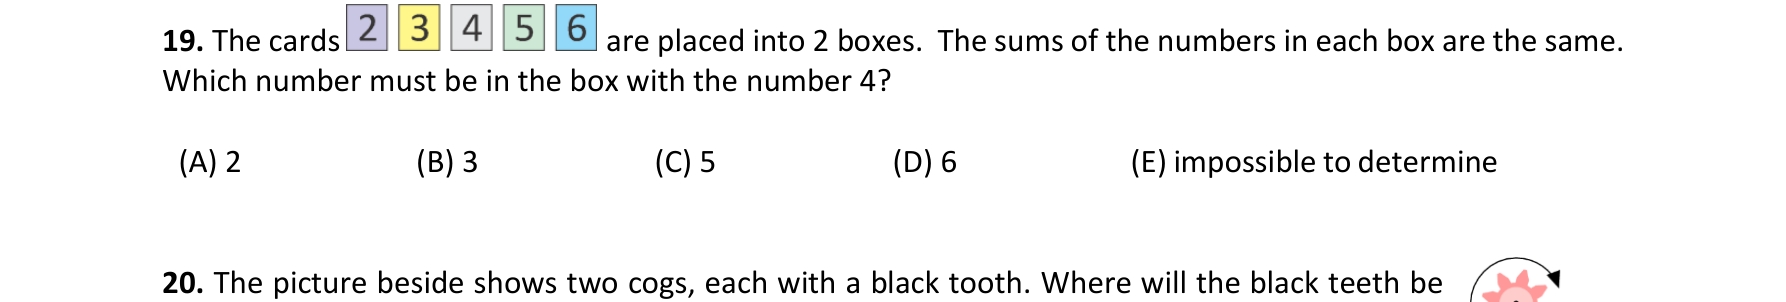 19. The cards 2 3 4 5 6 are placed into 2 boxes. The sums of the numbers in each box are the same.
Which number must be in the box with the number 4?
(A) 2 (B) 3 (C) 5 (D) 6 (E) impossible to determine
20. The picture beside shows two cogs, each with a black tooth. Where will the black teeth be